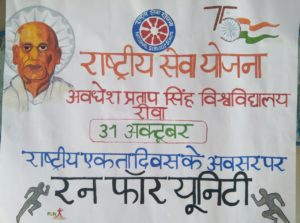 राष्ट्रीय सेवा योजना
अवधेश प्रताप सिंह विश्वविद्यालय
रीवा
31 अक्टूबर
राष्ट्रीय एकता दिवस के अवसर पर
रन फॉर यूनिटी